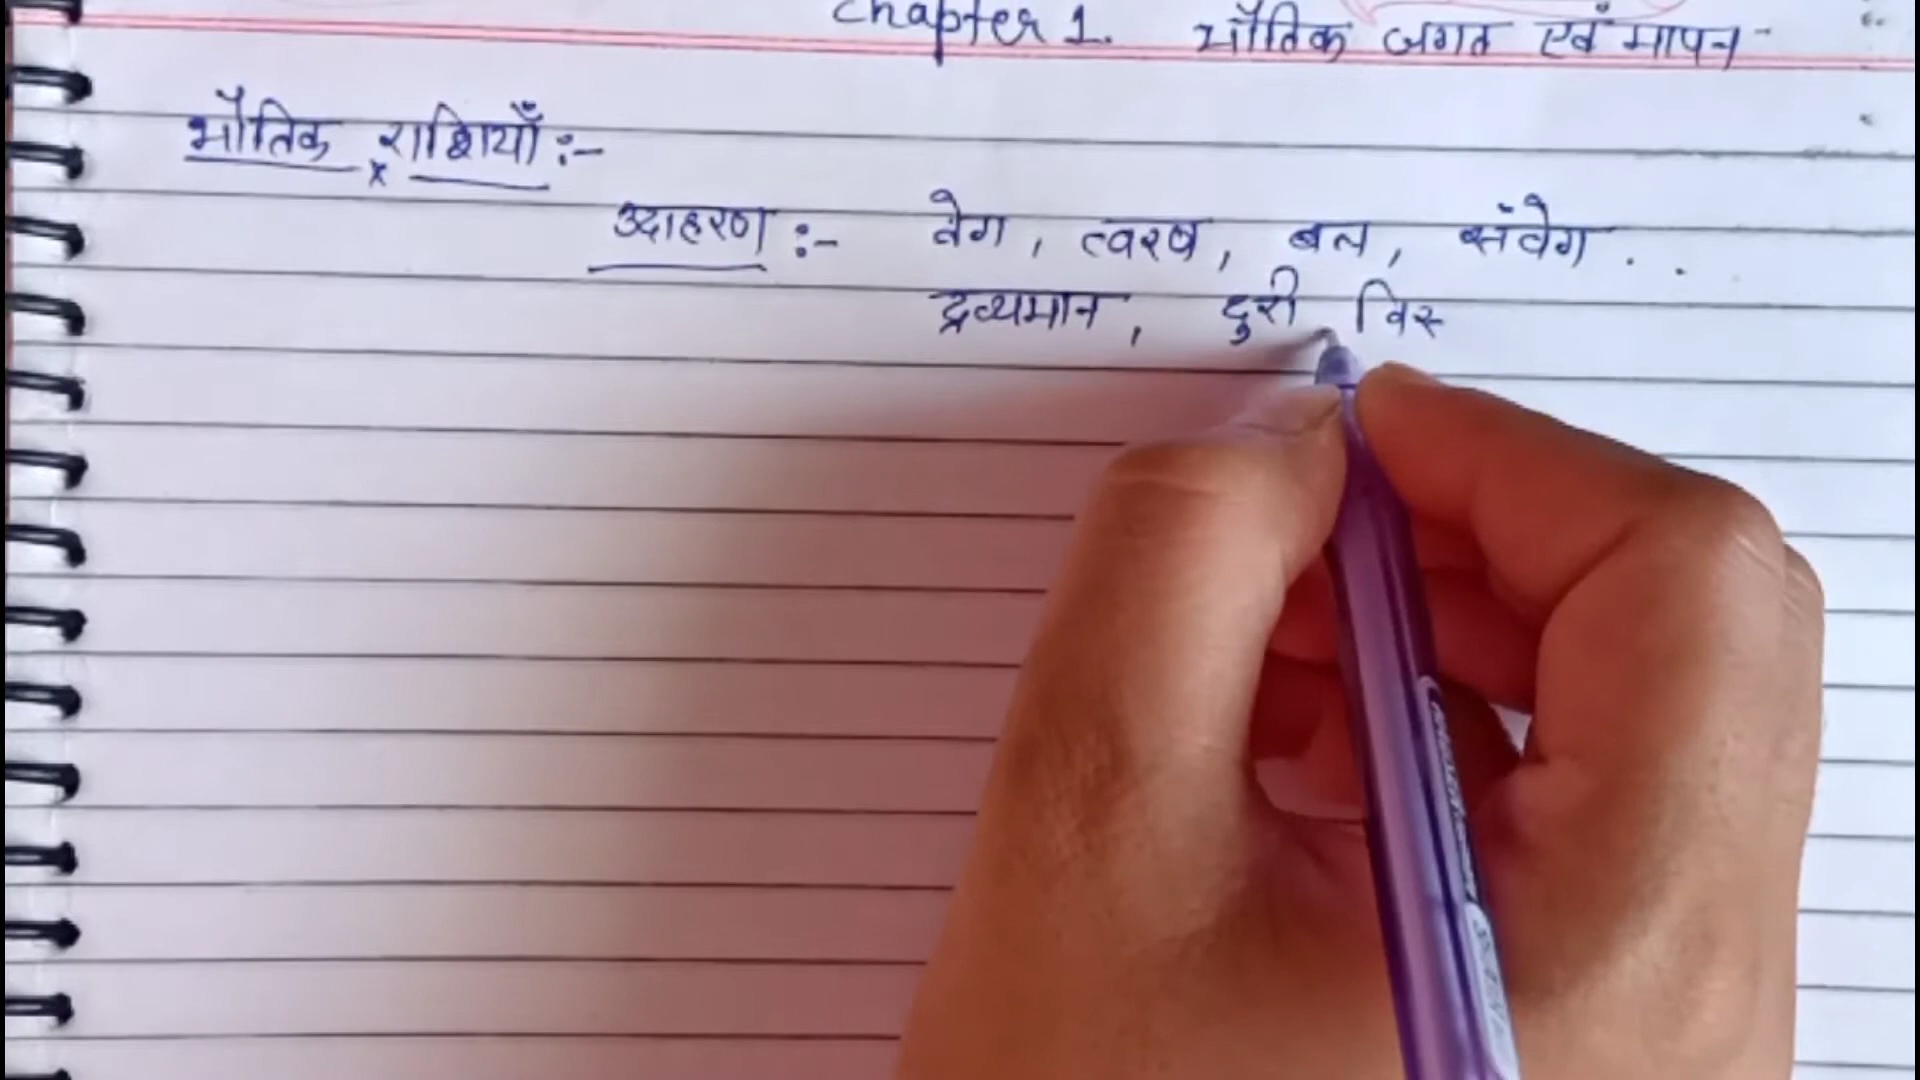 Chapter 1. भौतिक जगत एवं मापन -
भौतिक राशियाँ :-
उदाहरण :- वेग, त्वरण, बल, संवेग . .
द्रव्यमान, दुरी विस्